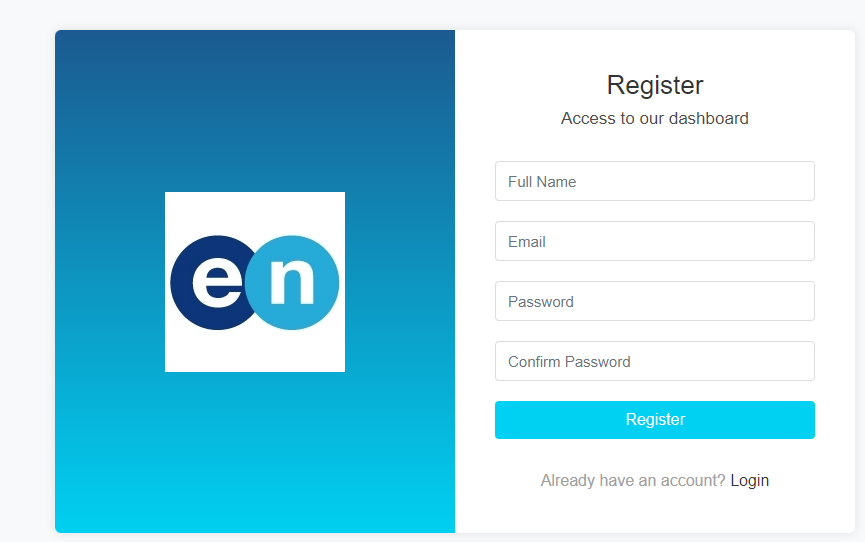 en
Register
Access to our dashboard
Full Name
Email
Password
Confirm Password
Register
Already have an account? Login